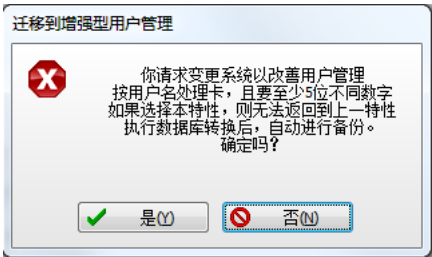 迁移到增强型用户管理
你请求变更系统以改善用户管理
按用户名处理卡，且要至少5位不同数字
如果选择本特性，则无法返回到上一特性
执行数据库转换后，自动进行备份。
确定吗？
是(Y)
否(N)